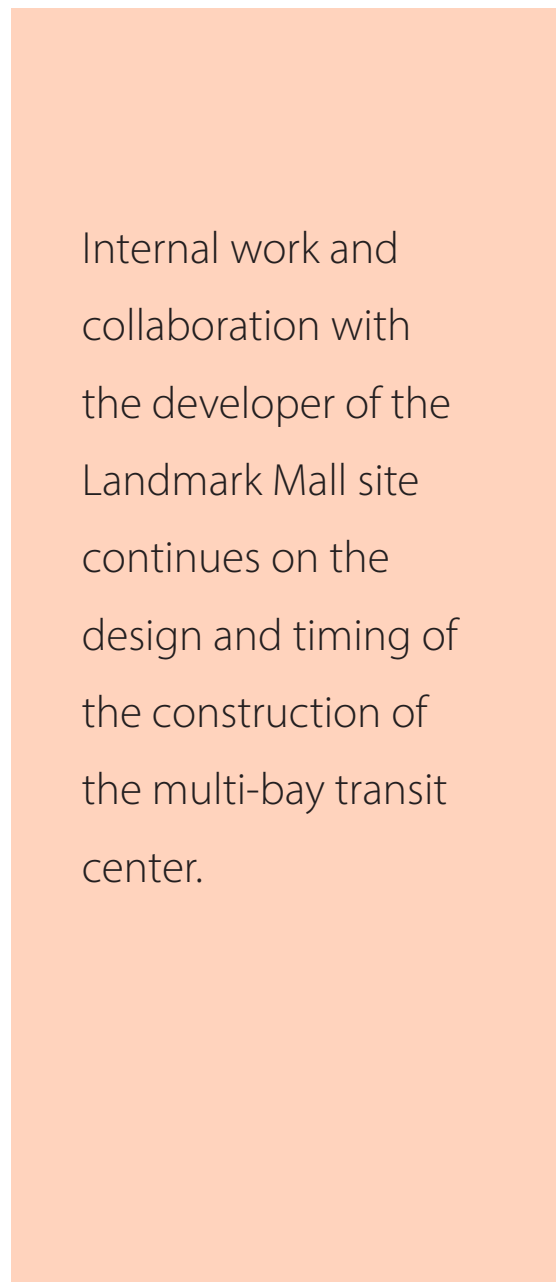 Internal work and
collaboration with
the developer of the
Landmark Mall site
continues on the
design and timing of
the construction of
the multi-bay transit
center.